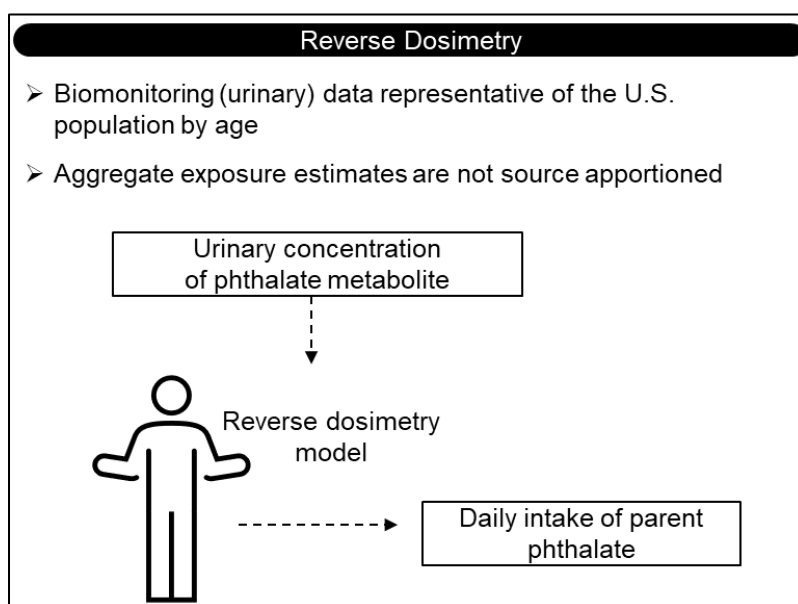 Reverse Dosimetry
➤ Biomonitoring (urinary) data representative of the U.S.
population by age
➤ Aggregate exposure estimates are not source apportioned
Urinary concentration
of phthalate metabolite
Reverse dosimetry
model
Daily intake of parent
phthalate